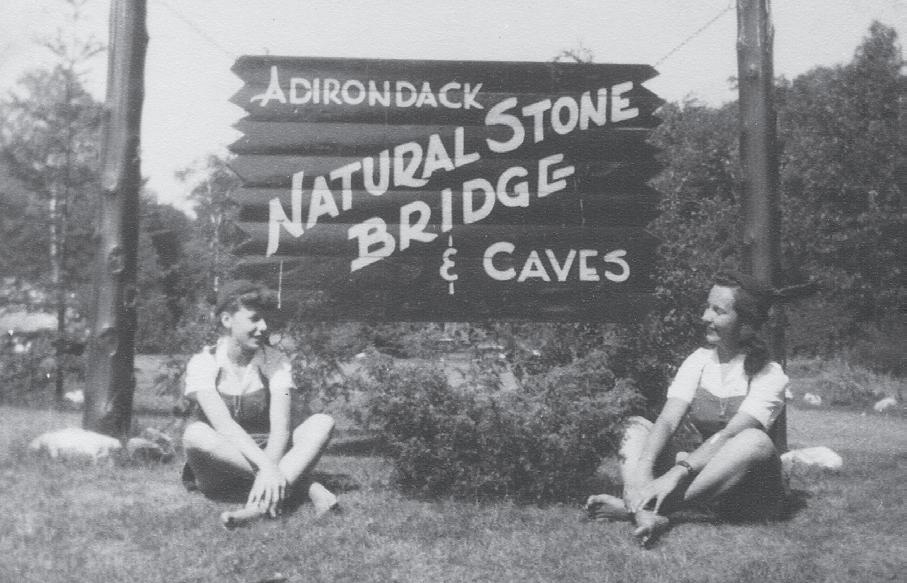 ADIRONDACK
NATURAL STONE
BRIDGE
& CAVES